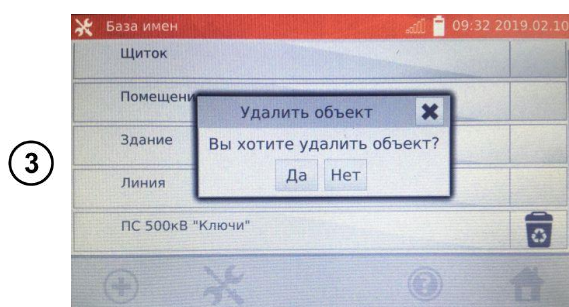 База имен 09:32 2019.02.10
Щиток
Помещени
Удалить объект
Вы хотите удалить объект?
Да Нет
Здание
Линия
ПС 500кВ "Ключи"
3